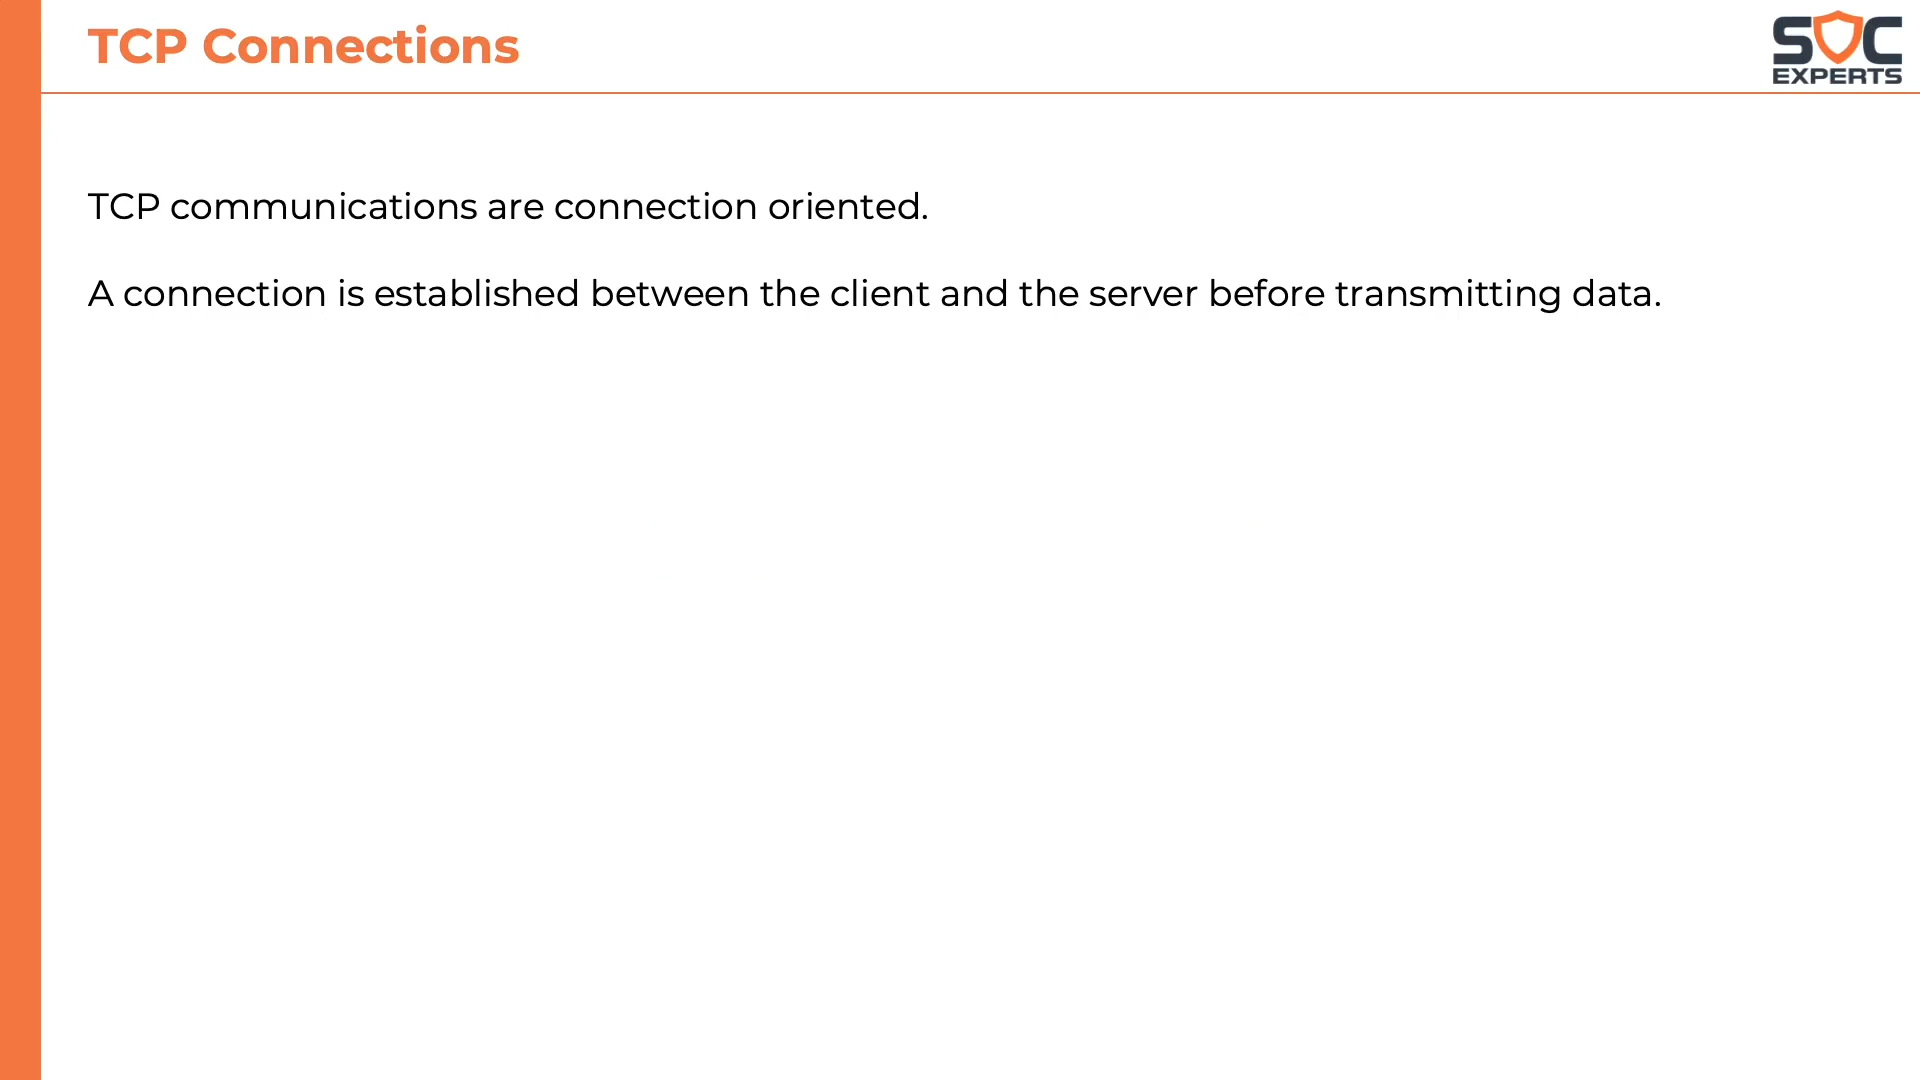 TCP Connections
SOC
EXPERTS
TCP communications are connection oriented.
A connection is established between the client and the server before transmitting data.